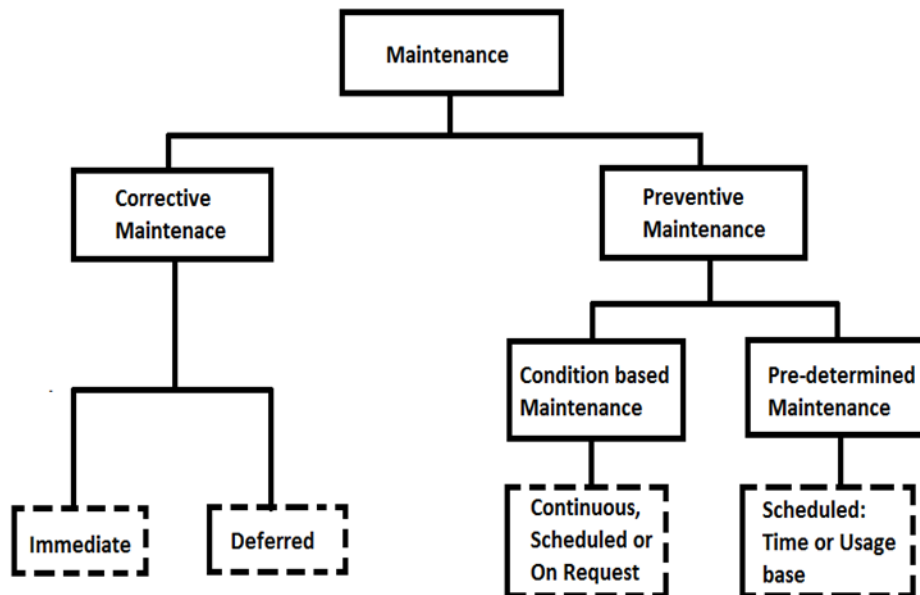 Maintenance
Corrective
Maintenace
Preventive
Maintenance
Condition based
Maintenance
Pre-determined
Maintenance
Immediate
Deferred
Continuous,
Scheduled or
On Request
Scheduled:
Time or Usage
base